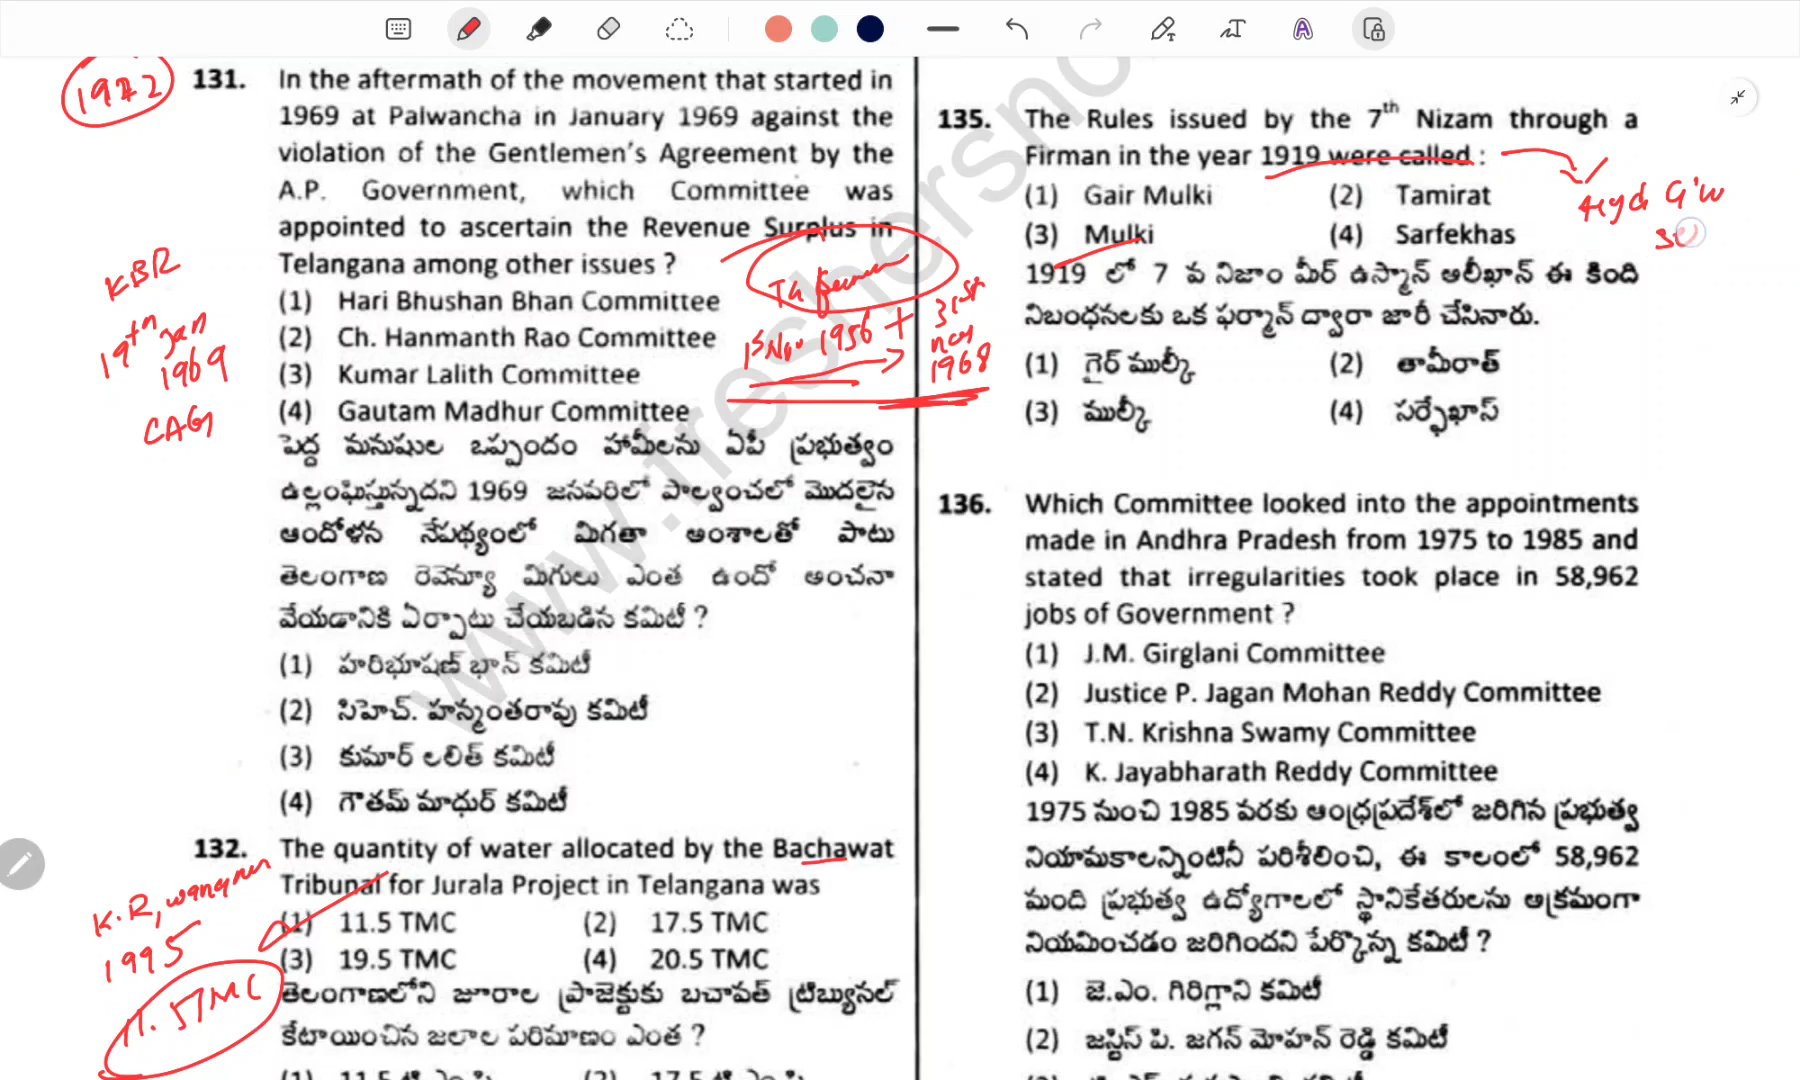 1972
131. In the aftermath of the movement that started in
1969 at Palwancha in January 1969 against the
violation of the Gentlemen's Agreement by the
A.P. Government, which Committee was
appointed to ascertain the Revenue Surplus in
Telangana among other issues ?
(1) Hari Bhushan Bhan Committee
(2) Ch. Hanmanth Rao Committee
(3) Kumar Lalith Committee
(4) Gautam Madhur Committee
KBR
19th Jan
1969
CAG
1st Nov 1956
31st
1968
పెద్ద మనుషుల ఒప్పందం హామీలను ఏపీ ప్రభుత్వం
ఉల్లంఘిస్తున్నదని 1969 జనవరిలో పాల్వంచలో మొదలైన
ఆందోళన నేపథ్యంలో మిగతా అంశాలతో పాటు
తెలంగాణ రెవెన్యూ మిగులు ఎంత ఉందో అంచనా
వేయడానికి ఏర్పాటు చేయబడిన కమిటీ ?
(1) హరిభూషణ్ భాన్ కమిటీ
(2) సిహెచ్. హన్మంతరావు కమిటీ
(3) కుమార్ లలిత్ కమిటీ
(4) గౌతమ్ మాధుర్ కమిటీ
132. The quantity of water allocated by the Bachawat
Tribunal for Jurala Project in Telangana was
(1) 11.5 TMC (2) 17.5 TMC
(3) 19.5 TMC (4) 20.5 TMC
K.R,
1995
11.5TMC
తెలంగాణలోని జూరాల ప్రాజెక్టుకు బచావత్ ట్రిబ్యునల్
కేటాయించిన జలాల పరిమాణం ఎంత ?
135. The Rules issued by the 7th Nizam through a
Firman in the year 1919 were called :
(1) Gair Mulki (2) Tamirat
(3) Mulki (4) Sarfekhas
Hyd
1919 లో 7 వ నిజాం మీర్ ఉస్మాన్ ఆలీఖాన్ ఈ కింది
నిబంధనలకు ఒక ఫర్మాన్ ద్వారా జారీ చేసినారు.
(1) గైర్ ముల్కీ (2) తామీరాత్
(3) ముల్కీ (4) సర్ఫేఖాస్
136. Which Committee looked into the appointments
made in Andhra Pradesh from 1975 to 1985 and
stated that irregularities took place in 58,962
jobs of Government ?
(1) J.M. Girglani Committee
(2) Justice P. Jagan Mohan Reddy Committee
(3) T.N. Krishna Swamy Committee
(4) K. Jayabharath Reddy Committee
1975 నుంచి 1985 వరకు ఆంధ్రప్రదేశ్‌లో జరిగిన ప్రభుత్వ
నియామకాలన్నింటినీ పరిశీలించి, ఈ కాలంలో 58,962
మంది ప్రభుత్వ ఉద్యోగాలలో స్థానికేతరులను అక్రమంగా
నియమించడం జరిగిందని పేర్కొన్న కమిటీ ?
(1) జె.ఎం. గిరిగ్లాని కమిటీ
(2) జస్టిస్ పి. జగన్ మోహన్ రెడ్డి కమిటీ